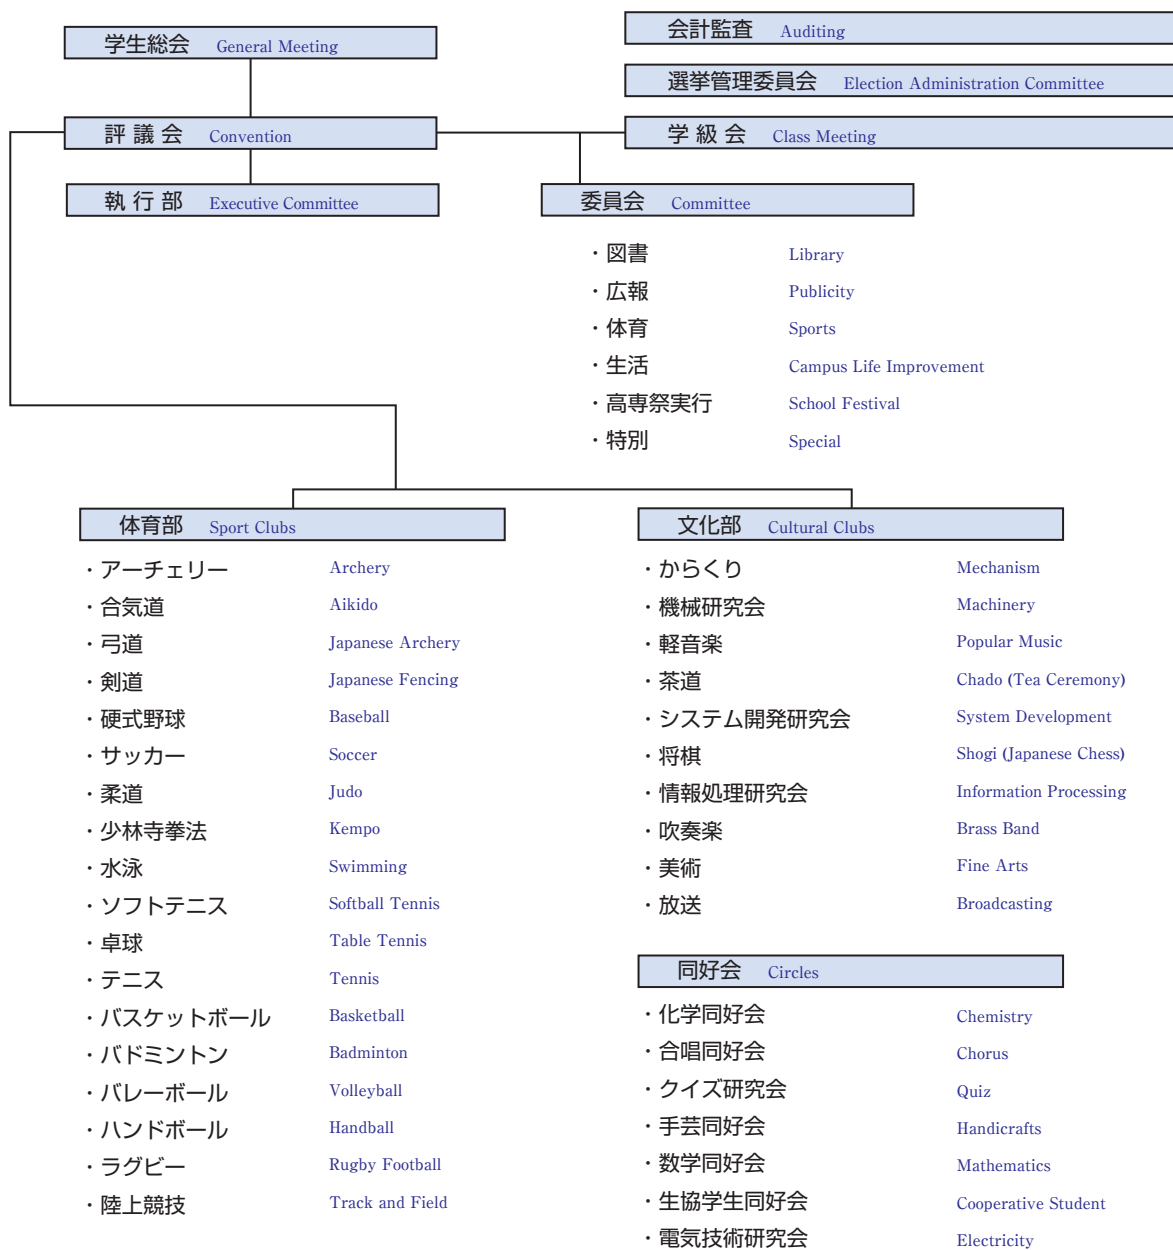 学生総会 General Meeting
会計監査 Auditing
選挙管理委員会 Election Administration Committee
評 議 会 Convention
学 級 会 Class Meeting
執 行 部 Executive Committee
委員会 Committee
・図書 Library
・広報 Publicity
・体育 Sports
・生活 Campus Life Improvement
・高専祭実行 School Festival
・特別 Special
体育部 Sport Clubs
・アーチェリー Archery
・合気道 Aikido
・弓道 Japanese Archery
・剣道 Japanese Fencing
・硬式野球 Baseball
・サッカー Soccer
・柔道 Judo
・少林寺拳法 Kempo
・水泳 Swimming
・ソフトテニス Softball Tennis
・卓球 Table Tennis
・テニス Tennis
・バスケットボール Basketball
・バドミントン Badminton
・バレーボール Volleyball
・ハンドボール Handball
・ラグビー Rugby Football
・陸上競技 Track and Field
文化部 Cultural Clubs
・からくり Mechanism
・機械研究会 Machinery
・軽音楽 Popular Music
・茶道 Chado (Tea Ceremony)
・システム開発研究会 System Development
・将棋 Shogi (Japanese Chess)
・情報処理研究会 Information Processing
・吹奏楽 Brass Band
・美術 Fine Arts
・放送 Broadcasting
同好会 Circles
・化学同好会 Chemistry
・合唱同好会 Chorus
・クイズ研究会 Quiz
・手芸同好会 Handicrafts
・数学同好会 Mathematics
・生協学生同好会 Cooperative Student
・電気技術研究会 Electricity